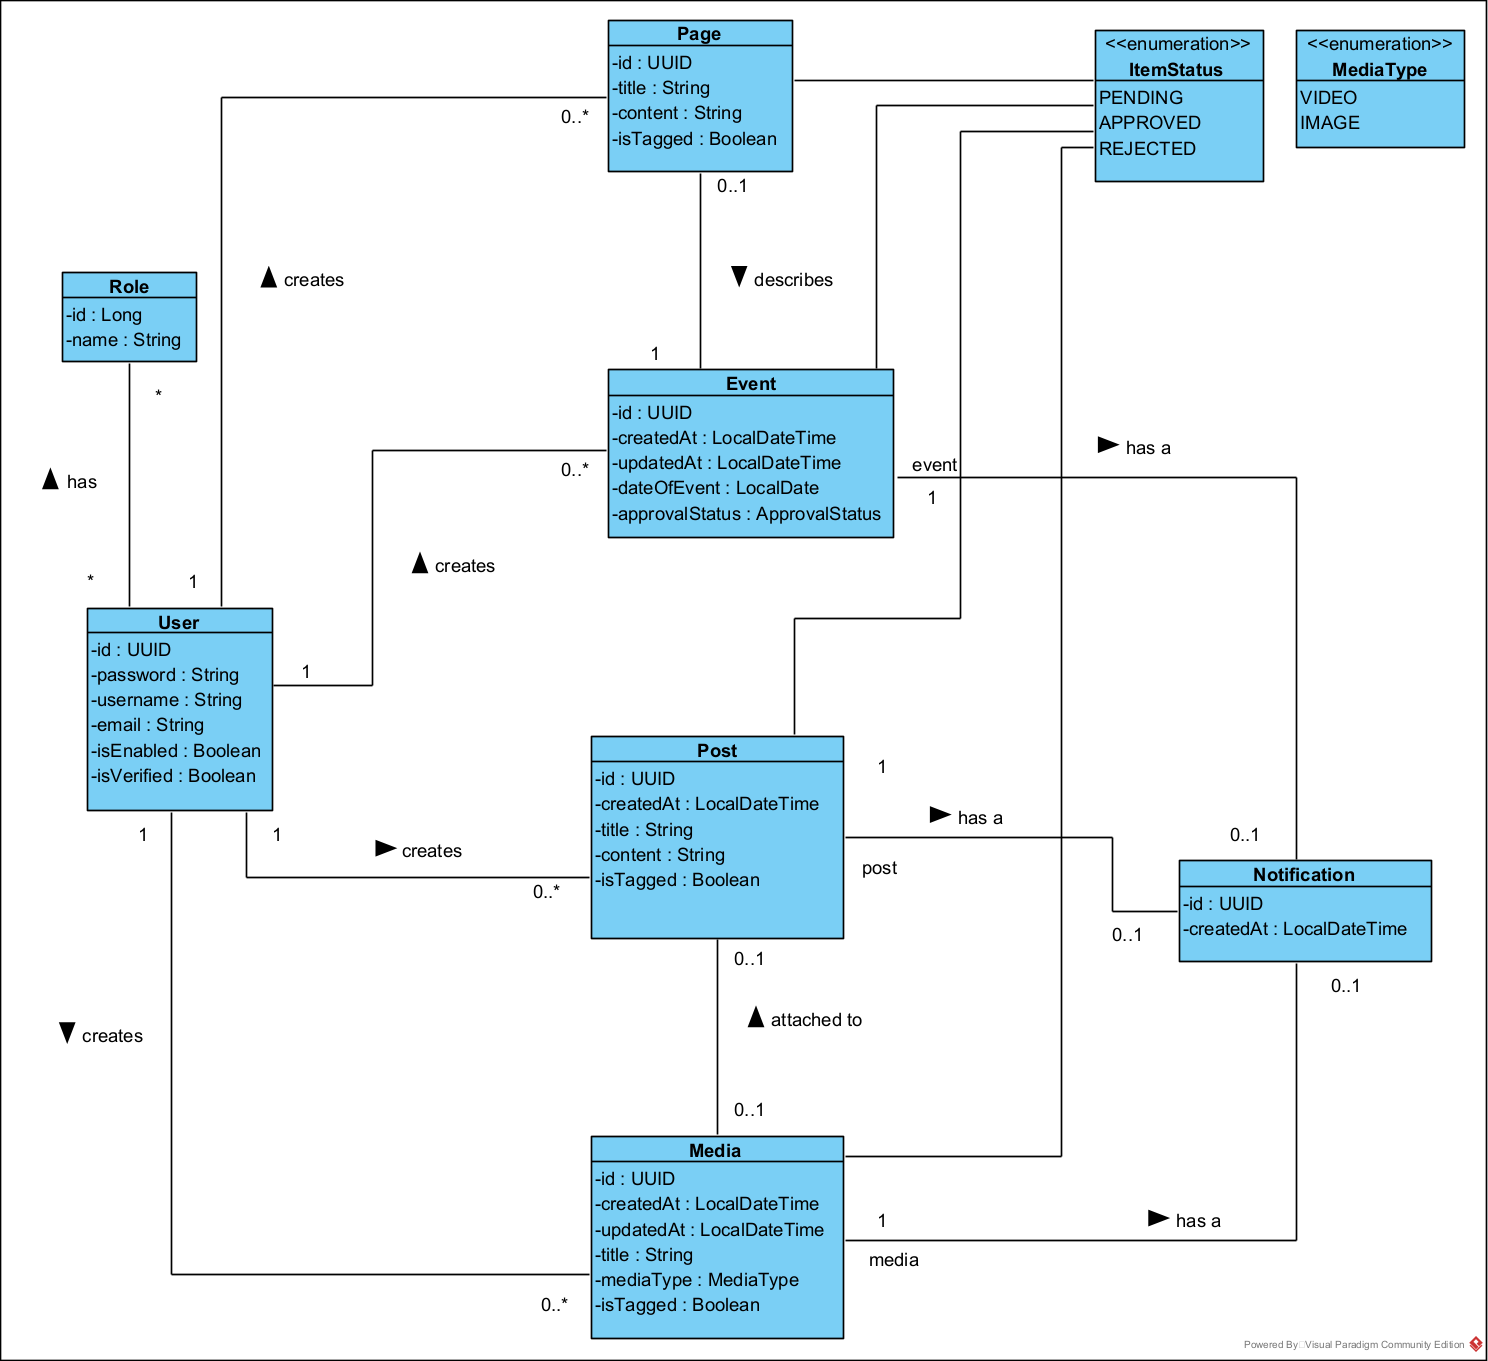 Page
-id : UUID
-title : String
-content : String
-isTagged : Boolean
<<enumeration>>
ItemStatus
PENDING
APPROVED
REJECTED
<<enumeration>>
MediaType
VIDEO
IMAGE
0..*
0..1
creates
describes
Role
-id : Long
-name : String
*
1
Event
-id : UUID
-createdAt : LocalDateTime
-updatedAt : LocalDateTime
-dateOfEvent : LocalDate
-approvalStatus : ApprovalStatus
has a
event
1
0..*
has
creates
*
1
User
-id : UUID
-password : String
-username : String
-email : String
-isEnabled : Boolean
-isVerified : Boolean
1
Post
-id : UUID
-createdAt : LocalDateTime
-title : String
-content : String
-isTagged : Boolean
1
has a
post
0..1
0..1
Notification
-id : UUID
-createdAt : LocalDateTime
0..1
1
1
creates
0..*
0..1
attached to
creates
0..1
Media
-id : UUID
-createdAt : LocalDateTime
-updatedAt : LocalDateTime
-title : String
-mediaType : MediaType
-isTagged : Boolean
1
has a
media
0..*
Powered By Visual Paradigm Community Edition